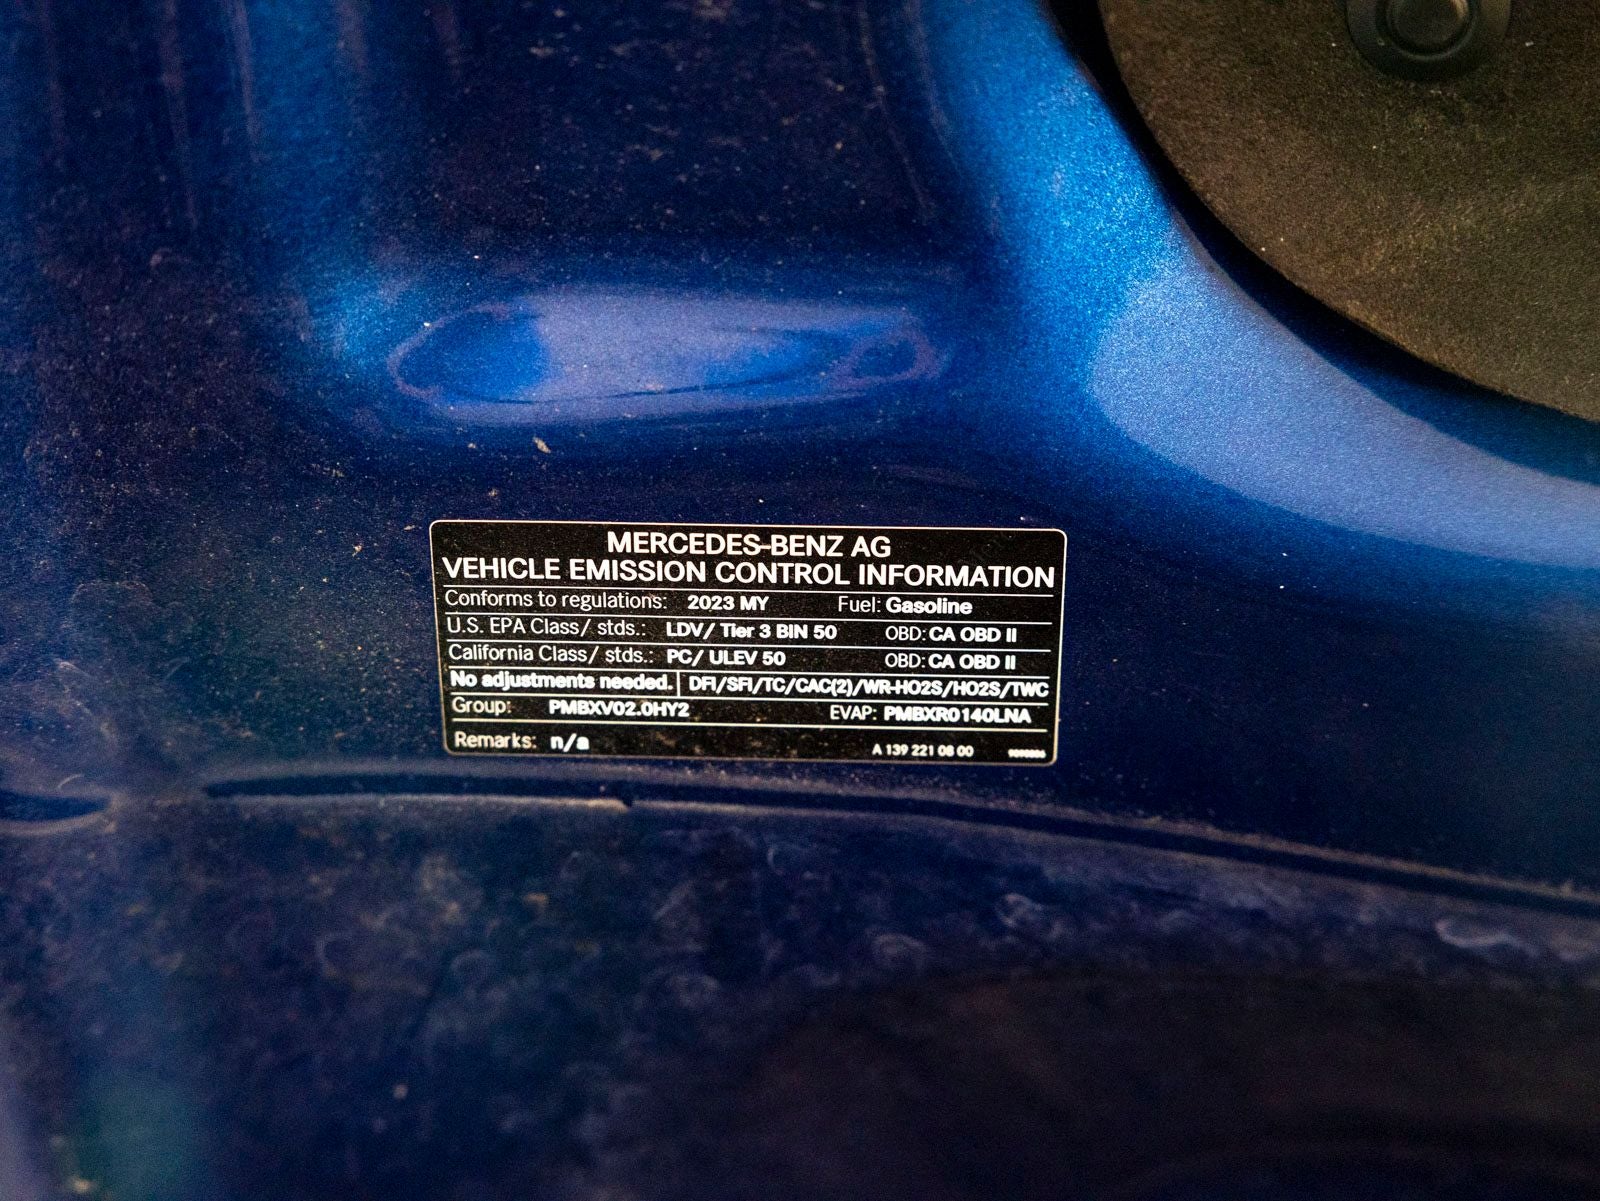 MERCEDES-BENZ AG
VEHICLE EMISSION CONTROL INFORMATION
Conforms to regulations: 2023 MY Fuel: Gasoline
U.S. EPA Class/ stds.: LDV/ Tier 3 BIN 50 OBD: CA OBD II
California Class/ stds.: PC/ ULEV 50 OBD: CA OBD II
No adjustments needed. DFI/SFI/TC/CAC(2)/WR-HO2S/HO2S/TWC
Group: PMBXV02.0HY2 EVAP: PMBXR0140LNA
Remarks: n/a A 139 221 08 00